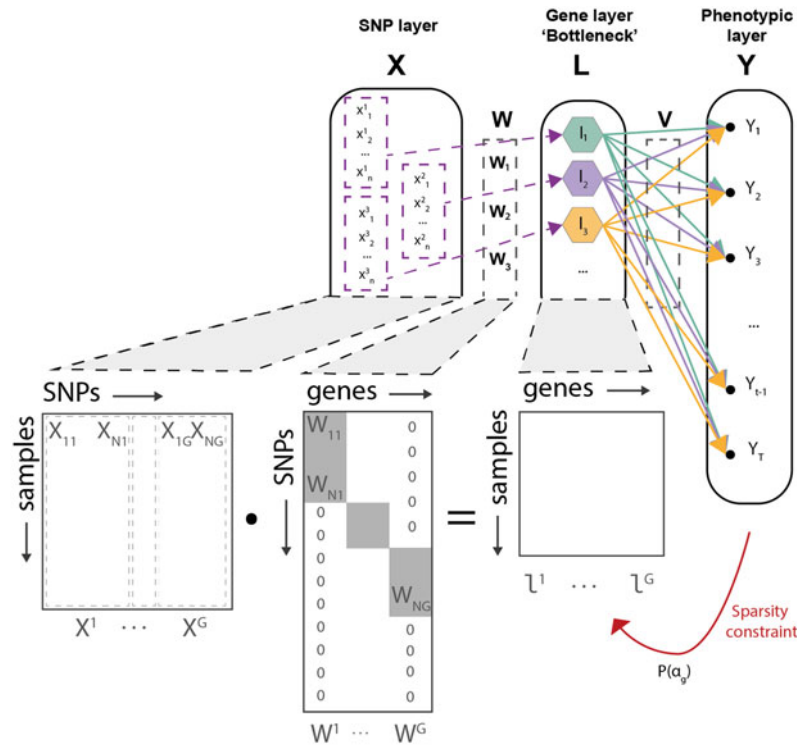 SNP layer
X
Gene layer
'Bottleneck'
L
Phenotypic
layer
Y
W
V
x¹₁
x¹₂
...
x¹ₙ
x²₁
x²₂
...
x²ₙ
x³₁
x³₂
...
x³ₙ
W₁
W₂
W₃
l₁
l₂
l₃
...
Y₁
Y₂
Y₃
...
Yₜ₋₁
Y_T
SNPs
samples
X₁₁ X_N1 X_1G X_NG
X¹ ... X^G
•
genes
SNPs
W₁₁ 0
0
W_N1 0
0 0
0 0
0
0 W_NG
0 0
0 0
0 0
0 0
W¹ ... W^G
=
genes
samples
l¹ ... l^G
Sparsity
constraint
P(α_g)